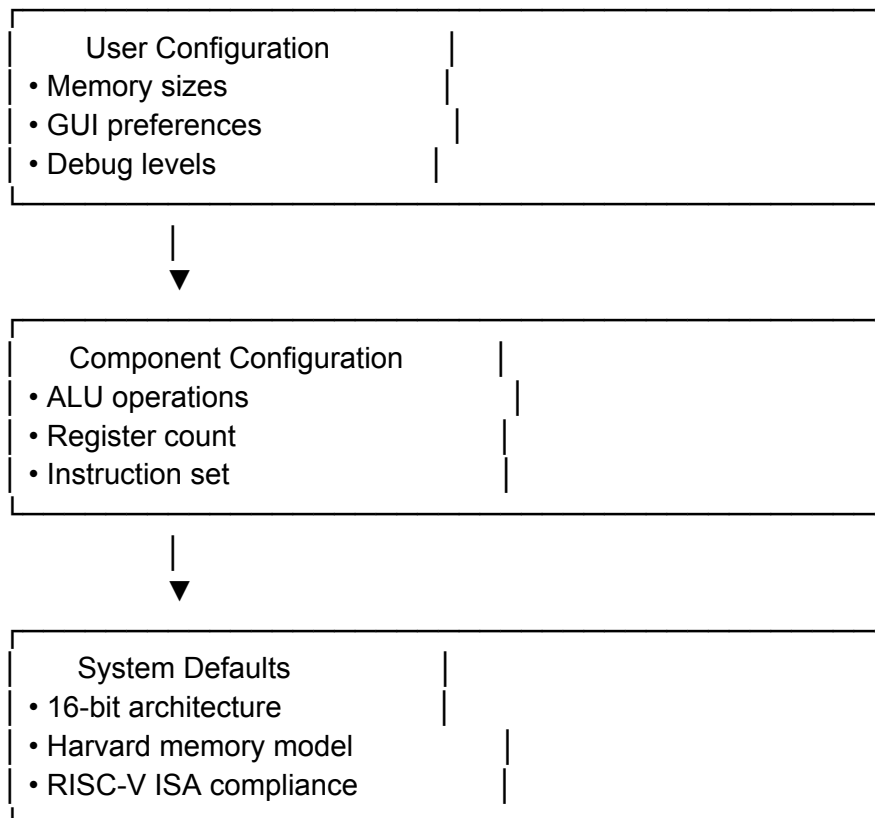 User Configuration
• Memory sizes
• GUI preferences
• Debug levels
▼
Component Configuration
• ALU operations
• Register count
• Instruction set
▼
System Defaults
• 16-bit architecture
• Harvard memory model
• RISC-V ISA compliance